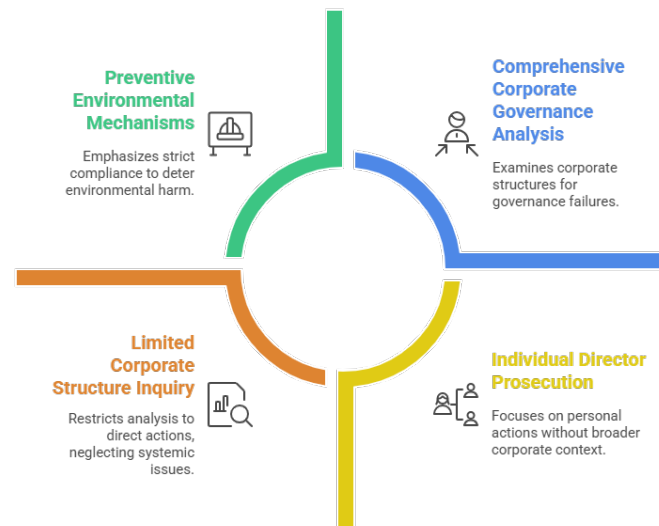 Preventive
Environmental
Mechanisms
Emphasizes strict
compliance to deter
environmental harm.
Comprehensive
Corporate
Governance
Analysis
Examines corporate
structures for
governance failures.
Limited
Corporate
Structure Inquiry
Restricts analysis to
direct actions,
neglecting systemic
issues.
Individual Director
Prosecution
Focuses on personal
actions without broader
corporate context.